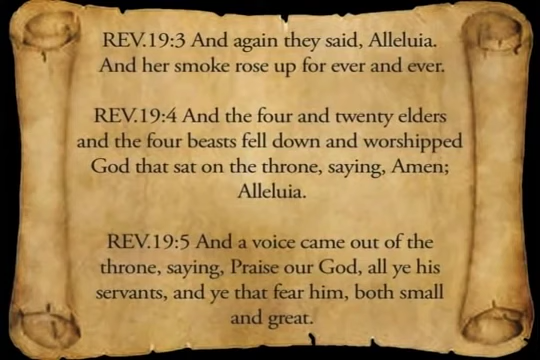 REV.19:3 And again they said, Alleluia.
And her smoke rose up for ever and ever.
REV.19:4 And the four and twenty elders
and the four beasts fell down and worshipped
God that sat on the throne, saying, Amen;
Alleluia.
REV.19:5 And a voice came out of the
throne, saying, Praise our God, all ye his
servants, and ye that fear him, both small
and great.